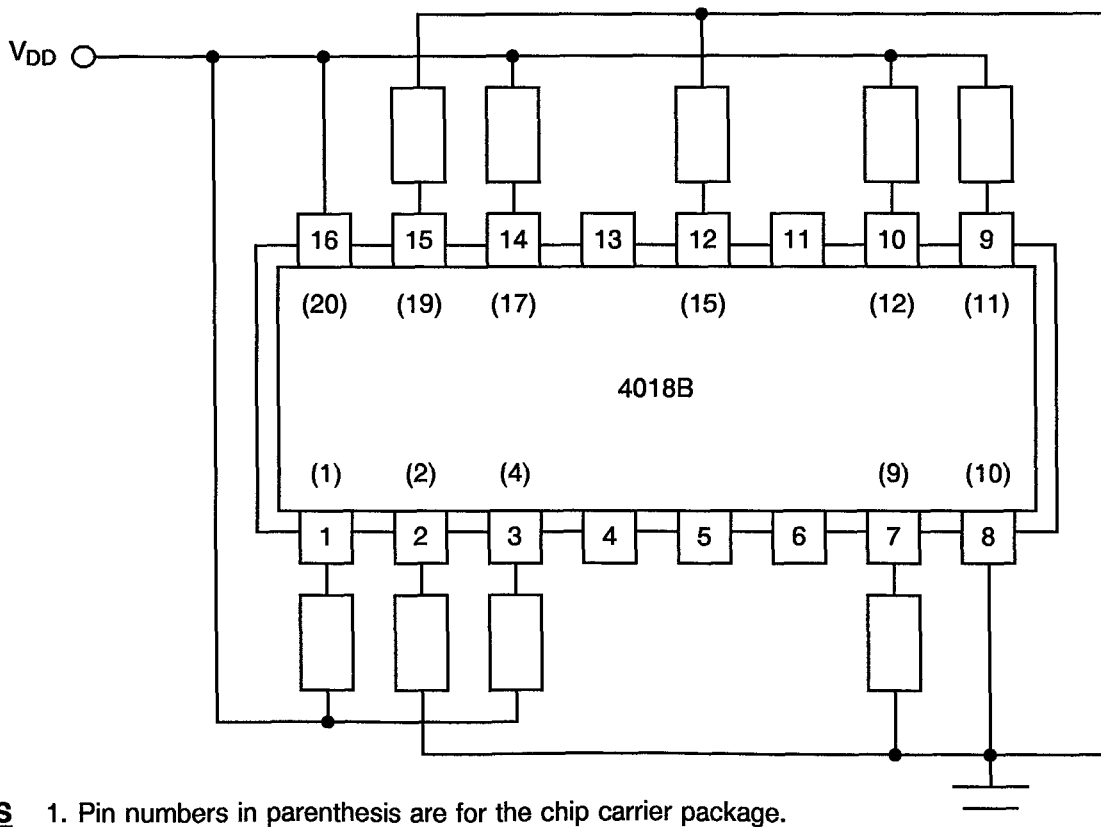 VDD
16 15 14 13 12 11 10 9
(20) (19) (17) (15) (12) (11)
4018B
(1) (2) (4) (9) (10)
1 2 3 4 5 6 7 8
S 1. Pin numbers in parenthesis are for the chip carrier package.